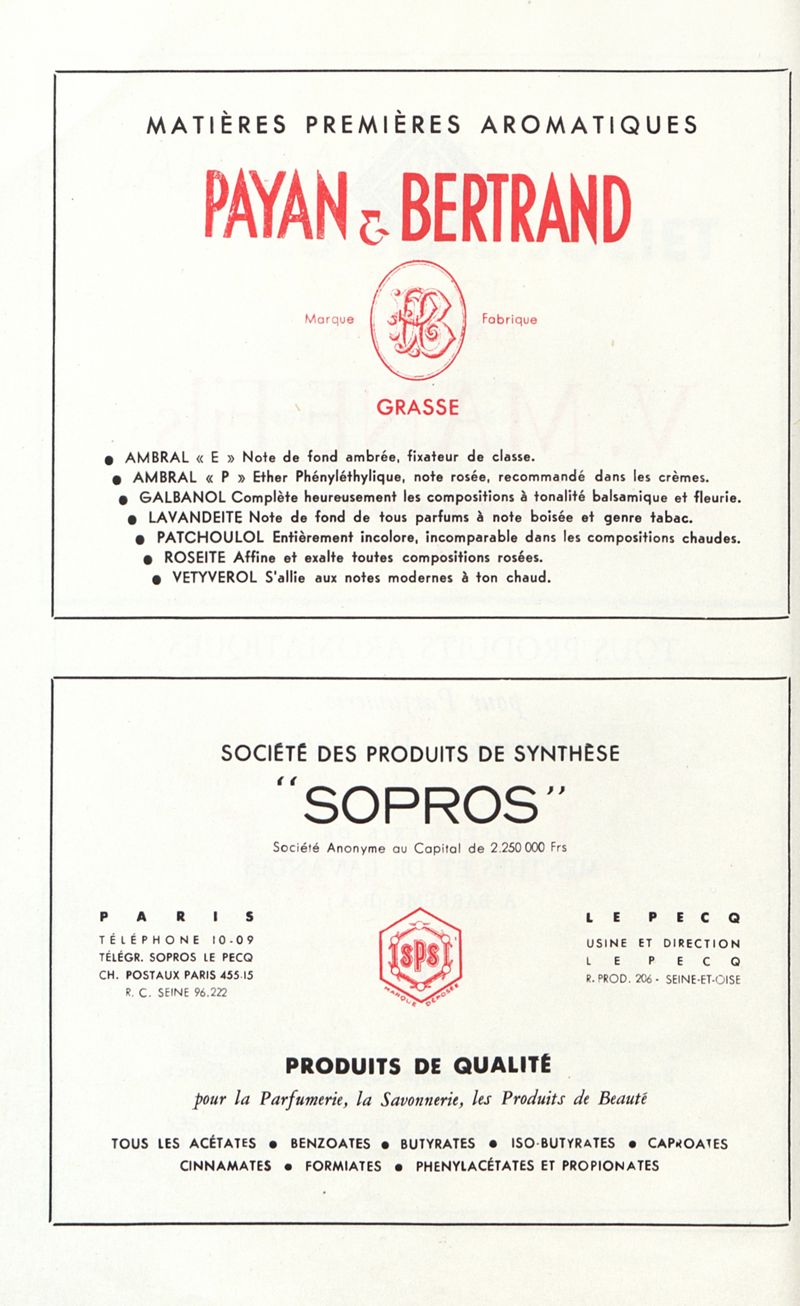 MATIÈRES PREMIÈRES AROMATIQUES
PAYAN & BERTRAND
Marque Fabrique
GRASSE
● AMBRAL « E » Note de fond ambrée, fixateur de classe.
● AMBRAL « P » Ether Phényléthylique, note rosée, recommandé dans les crèmes.
● GALBANOL Complète heureusement les compositions à tonalité balsamique et fleurie.
● LAVANDEITE Note de fond de tous parfums à note boisée et genre tabac.
● PATCHOULOL Entièrement incolore, incomparable dans les compositions chaudes.
● ROSEITE Affine et exalte toutes compositions rosées.
● VETYVEROL S'allie aux notes modernes à ton chaud.
SOCIÉTÉ DES PRODUITS DE SYNTHÈSE
"SOPROS"
Société Anonyme au Capital de 2.250 000 Frs
PARIS
TÉLÉPHONE 10-09
TÉLÉGR. SOPROS LE PECQ
CH. POSTAUX PARIS 455.15
R. C. SEINE 96.222
SPS
MARQUE DÉPOSÉE
LE PECQ
USINE ET DIRECTION
LE PECQ
R. PROD. 206 - SEINE-ET-OISE
PRODUITS DE QUALITÉ
pour la Parfumerie, la Savonnerie, les Produits de Beauté
TOUS LES ACÉTATES ● BENZOATES ● BUTYRATES ● ISO-BUTYRATES ● CAPROATES
CINNAMATES ● FORMIATES ● PHENYLACÉTATES ET PROPIONATES